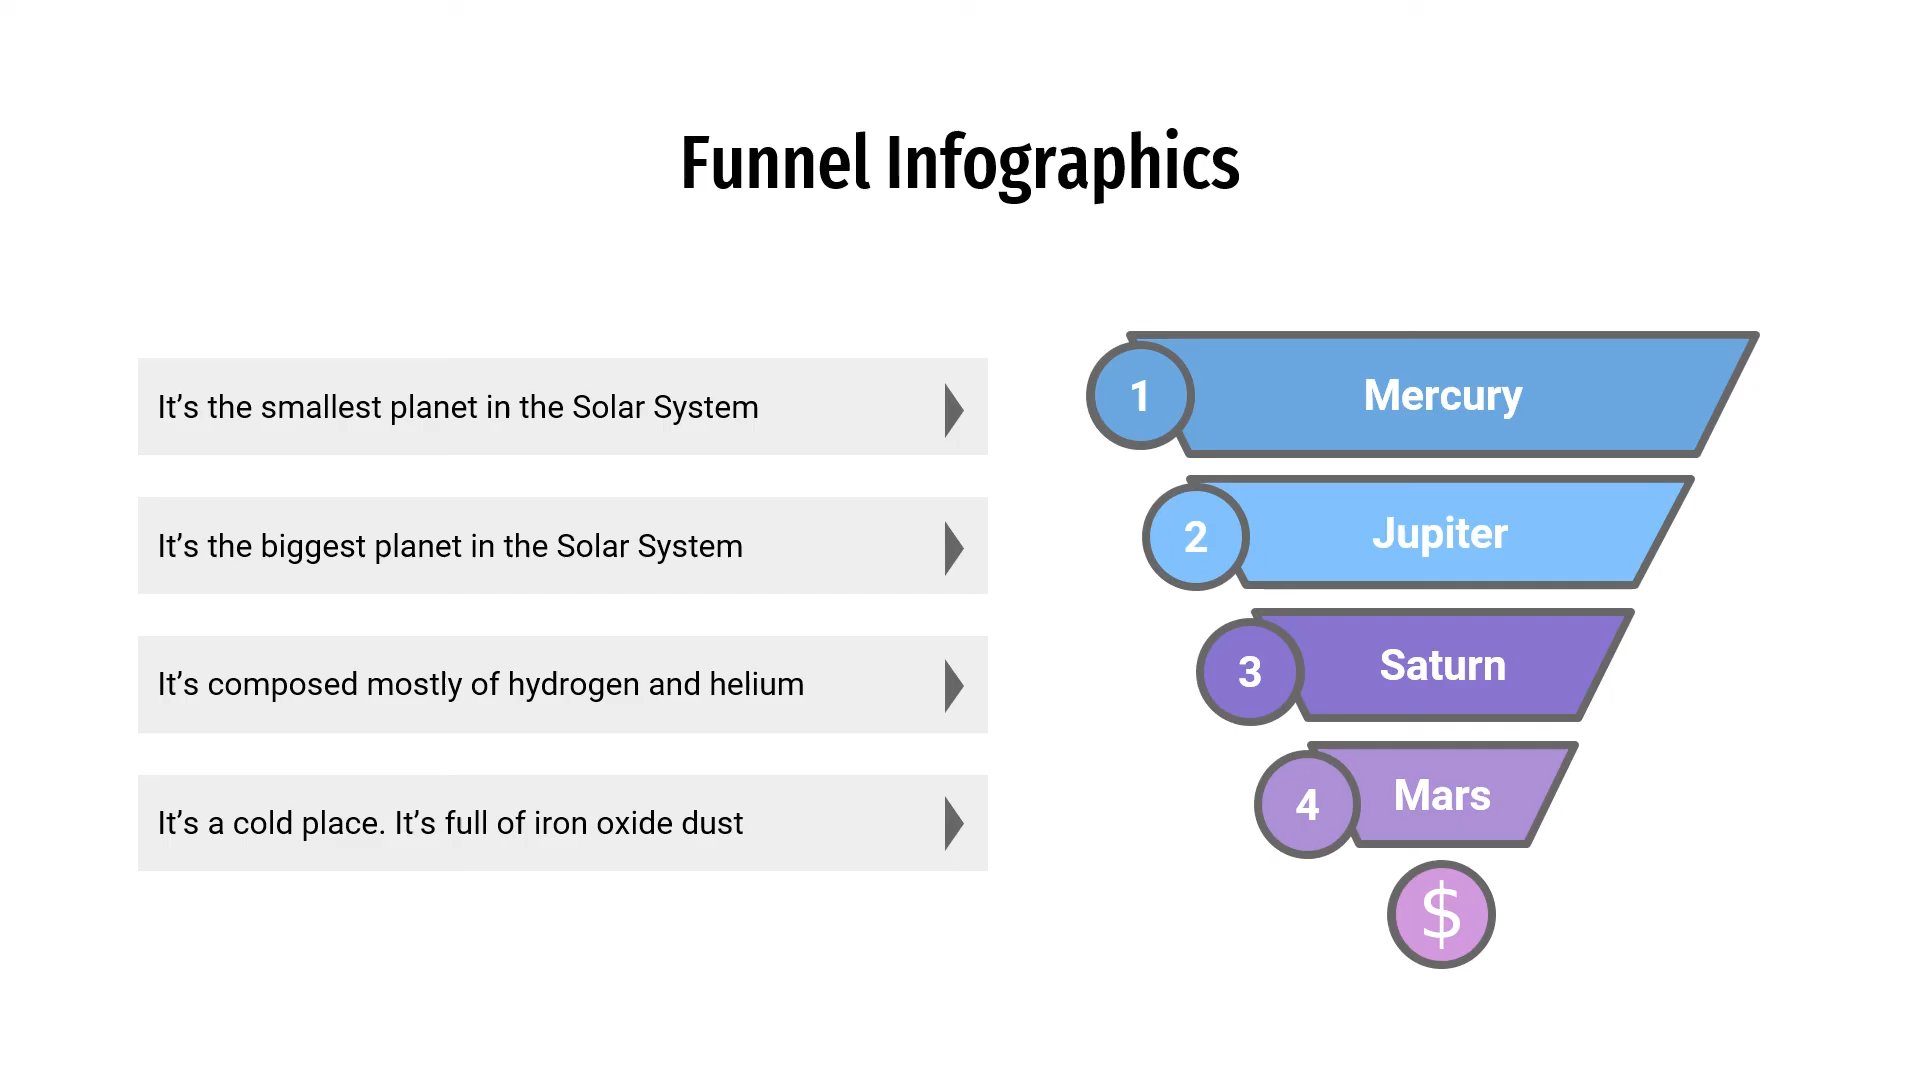 Funnel Infographics
It’s the smallest planet in the Solar System
1
Mercury
It’s the biggest planet in the Solar System
2
Jupiter
It’s composed mostly of hydrogen and helium
3
Saturn
It’s a cold place. It’s full of iron oxide dust
4
Mars
$